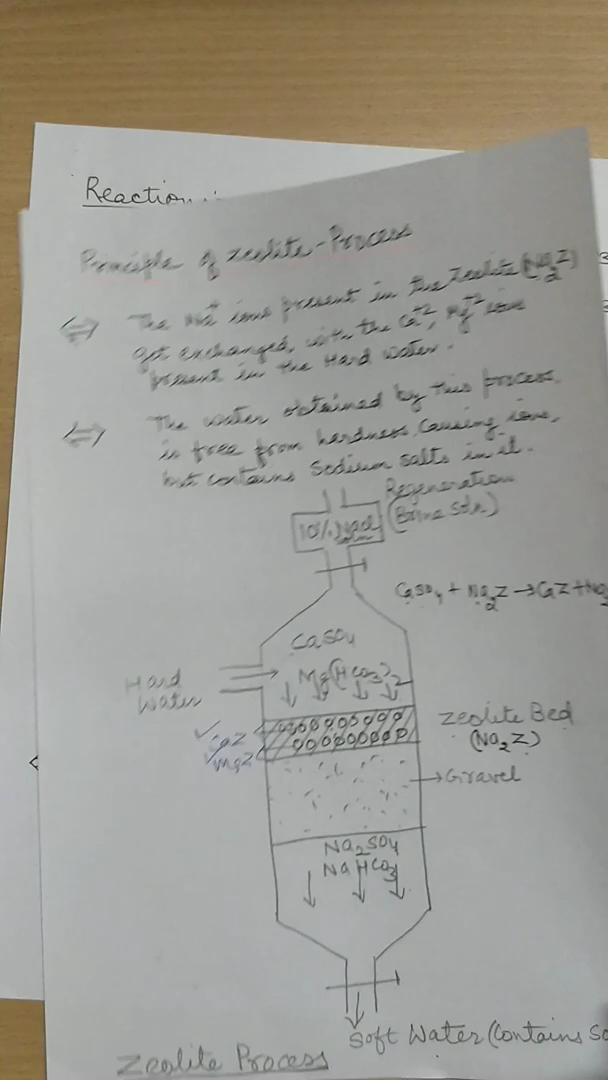 Reaction
Principle of Zeolite-Process
⇒ The Na+ ions present in the Zeolite (Na2Z)
get exchanged, with the Ca+2, Mg+2 ions
present in the Hard water.
⇒ The water obtained by this process
is free from hardness causing ions,
but contains Sodium salts in it.
Regeneration
(Brine Soln)
10% NaCl
soln
CaSO4 + Na2Z → CaZ + Na2
CaSO4
Hard
Water
Mg(HCO3)2
CaZ
MgZ
Zeolite Bed
(Na2Z)
Gravel
Na2SO4
NaHCO3
Soft Water (Contains So
Zeolite Process